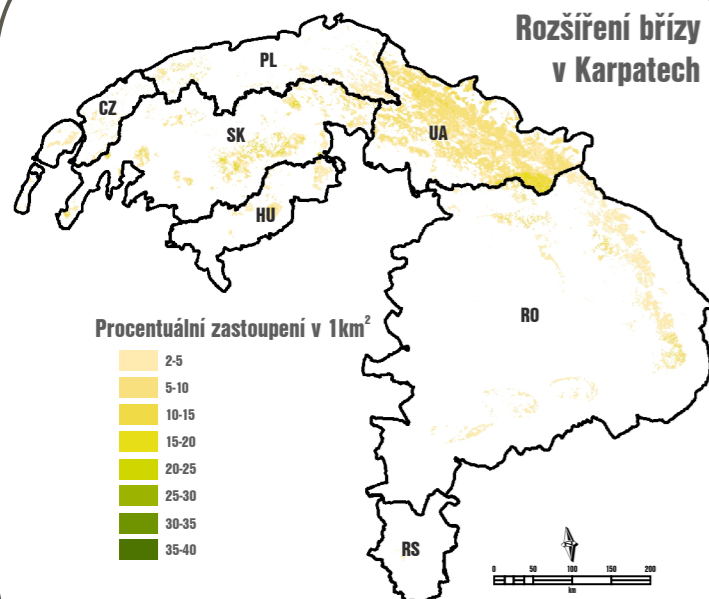 Rozšíření břízy
v Karpatech
PL
CZ
SK
UA
HU
RO
RS
Procentuální zastoupení v 1km²
2-5
5-10
10-15
15-20
20-25
25-30
30-35
35-40
0 50 100 150 200
km